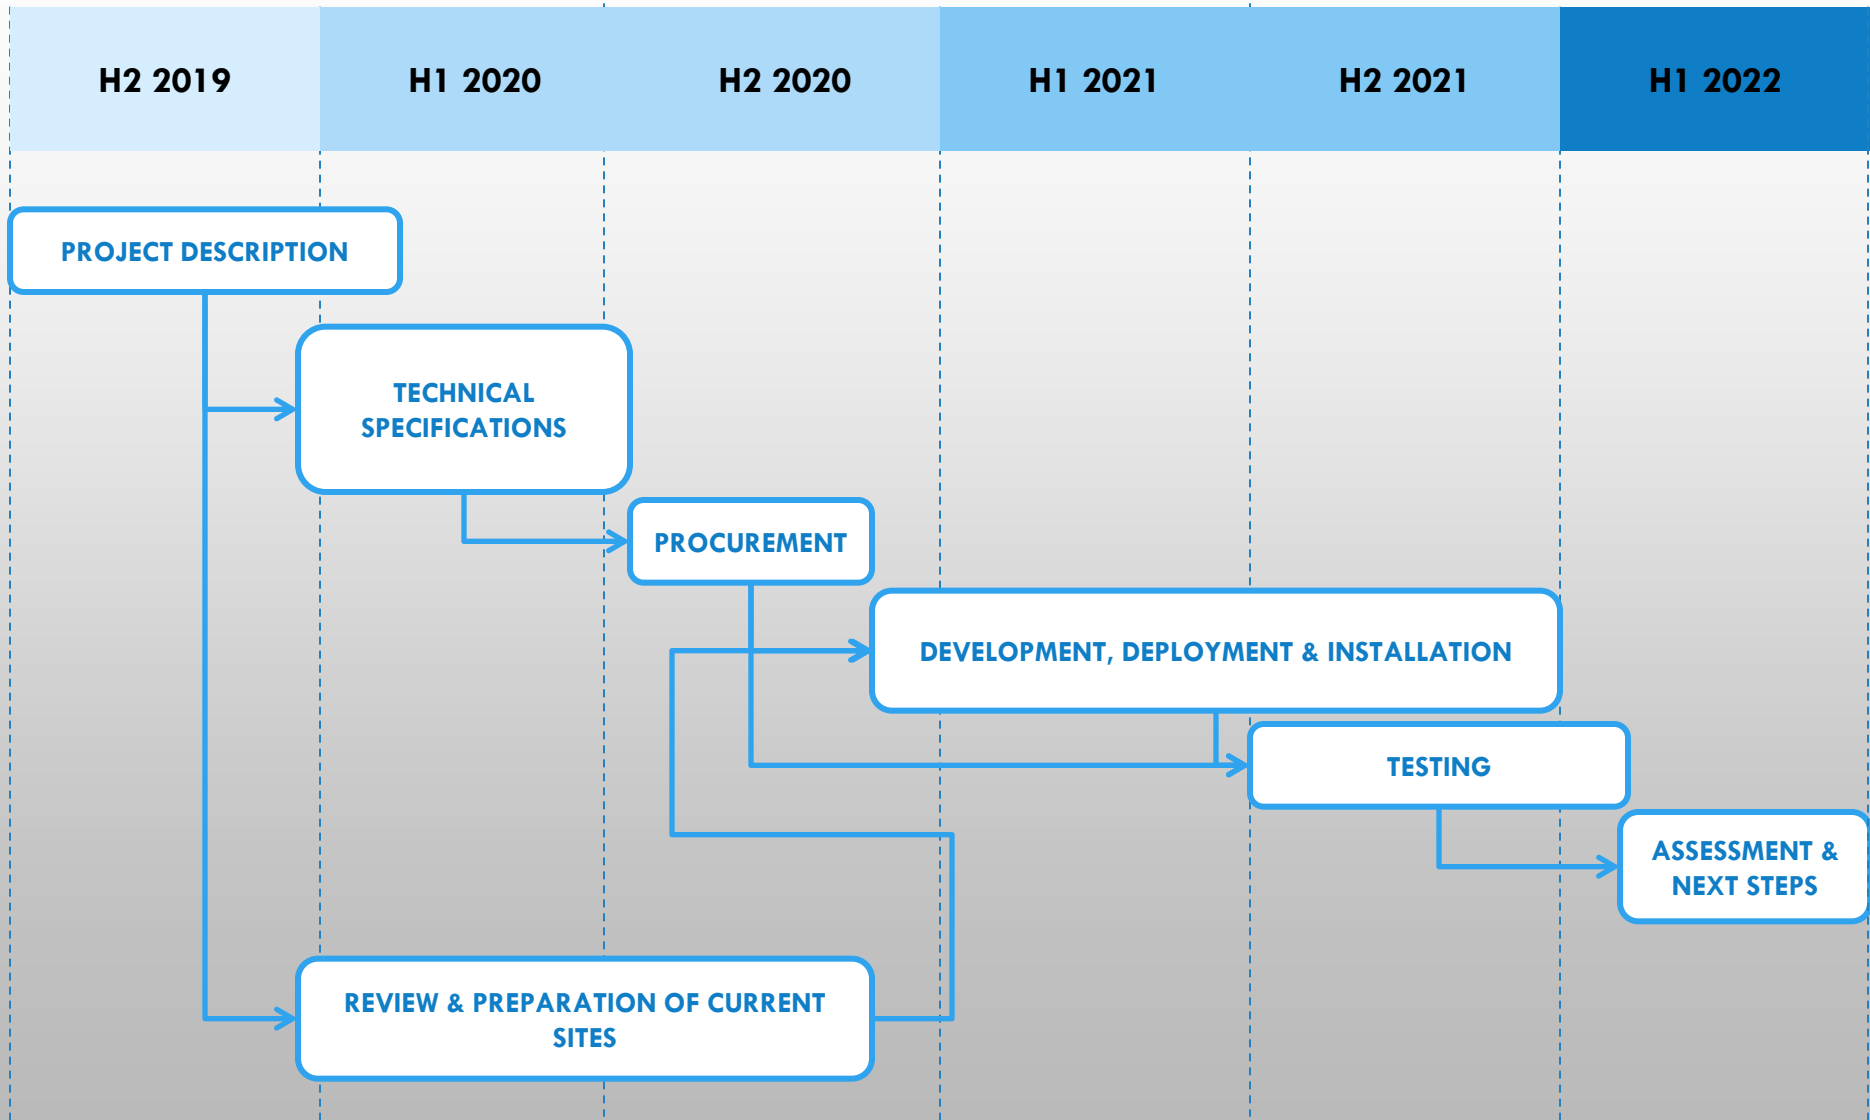 H2 2019
H1 2020
H2 2020
H1 2021
H2 2021
H1 2022
PROJECT DESCRIPTION
TECHNICAL
SPECIFICATIONS
PROCUREMENT
DEVELOPMENT, DEPLOYMENT & INSTALLATION
TESTING
ASSESSMENT &
NEXT STEPS
REVIEW & PREPARATION OF CURRENT
SITES